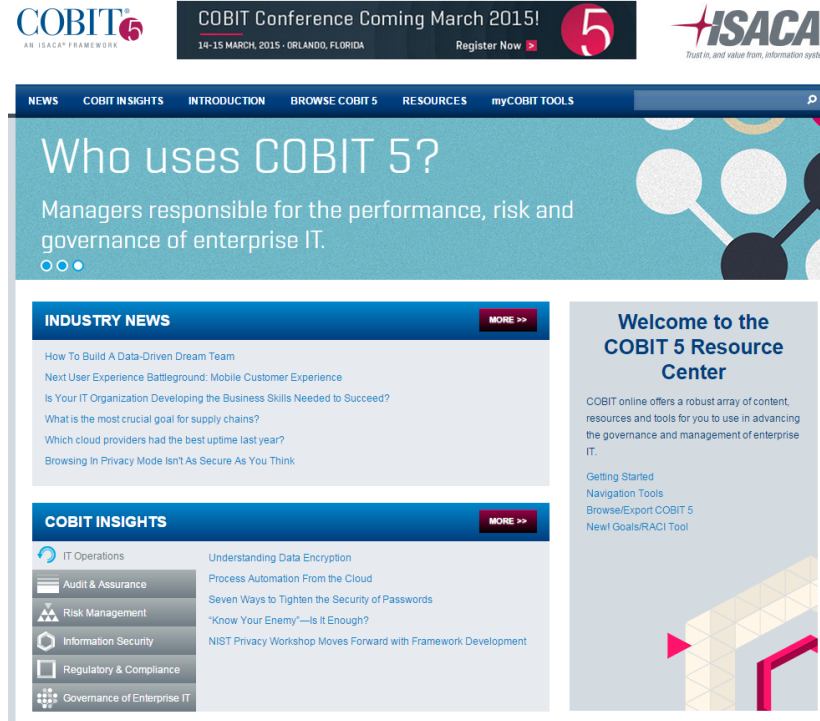 COBIT® 5
AN ISACA® FRAMEWORK
COBIT Conference Coming March 2015!
14-15 MARCH, 2015 · ORLANDO, FLORIDA
Register Now
5
ISACA
Trust in, and value from, information
NEWS COBIT INSIGHTS INTRODUCTION BROWSE COBIT 5 RESOURCES myCOBIT TOOLS
Who uses COBIT 5?
Managers responsible for the performance, risk and
governance of enterprise IT.
INDUSTRY NEWS
MORE >>
How To Build A Data-Driven Dream Team
Next User Experience Battleground: Mobile Customer Experience
Is Your IT Organization Developing the Business Skills Needed to Succeed?
What is the most crucial goal for supply chains?
Which cloud providers had the best uptime last year?
Browsing In Privacy Mode Isn't As Secure As You Think
Welcome to the
COBIT 5 Resource
Center
COBIT online offers a robust array of content,
resources and tools for you to use in advancing
the governance and management of enterprise
IT.
Getting Started
Navigation Tools
Browse/Export COBIT 5
New! Goals/RACI Tool
COBIT INSIGHTS
MORE >>
IT Operations
Audit & Assurance
Risk Management
Information Security
Regulatory & Compliance
Governance of Enterprise IT
Understanding Data Encryption
Process Automation From the Cloud
Seven Ways to Tighten the Security of Passwords
“Know Your Enemy”—Is It Enough?
NIST Privacy Workshop Moves Forward with Framework Development